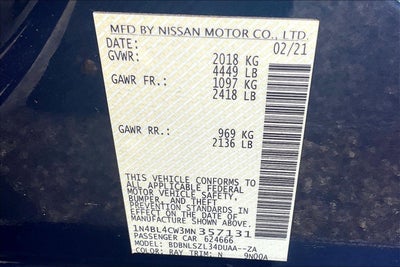 MFD BY NISSAN MOTOR CO., LTD.
DATE: 02/21
GVWR: 2018 KG
4449 LB
GAWR FR.: 1097 KG
2418 LB
GAWR RR.: 969 KG
2136 LB
THIS VEHICLE CONFORMS TO
ALL APPLICABLE FEDERAL
MOTOR VEHICLE SAFETY,
BUMPER, AND THEFT
PREVENTION STANDARDS IN
EFFECT ON THE DATE OF
MANUFACTURE SHOWN ABOVE.
1N4BL4CW3MN 357131
PASSENGER CAR 624666
MODEL: BDBNLSZL34DUAA--ZA
COLOR: RAY TRIM: N 9N00A